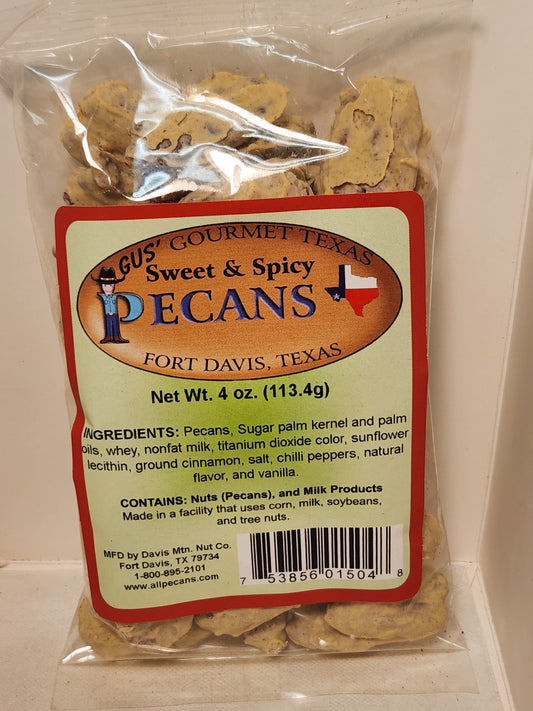 GUS' GOURMET TEXAS
Sweet & Spicy
PECANS
FORT DAVIS, TEXAS
Net Wt. 4 oz. (113.4g)
INGREDIENTS: Pecans, Sugar palm kernel and palm
oils, whey, nonfat milk, titanium dioxide color, sunflower
lecithin, ground cinnamon, salt, chilli peppers, natural
flavor, and vanilla.
CONTAINS: Nuts (Pecans), and Milk Products
Made in a facility that uses corn, milk, soybeans,
and tree nuts.
MFD by Davis Mtn. Nut Co.
Fort Davis, TX 79734
1-800-895-2101
www.allpecans.com
7 53856 01504 8